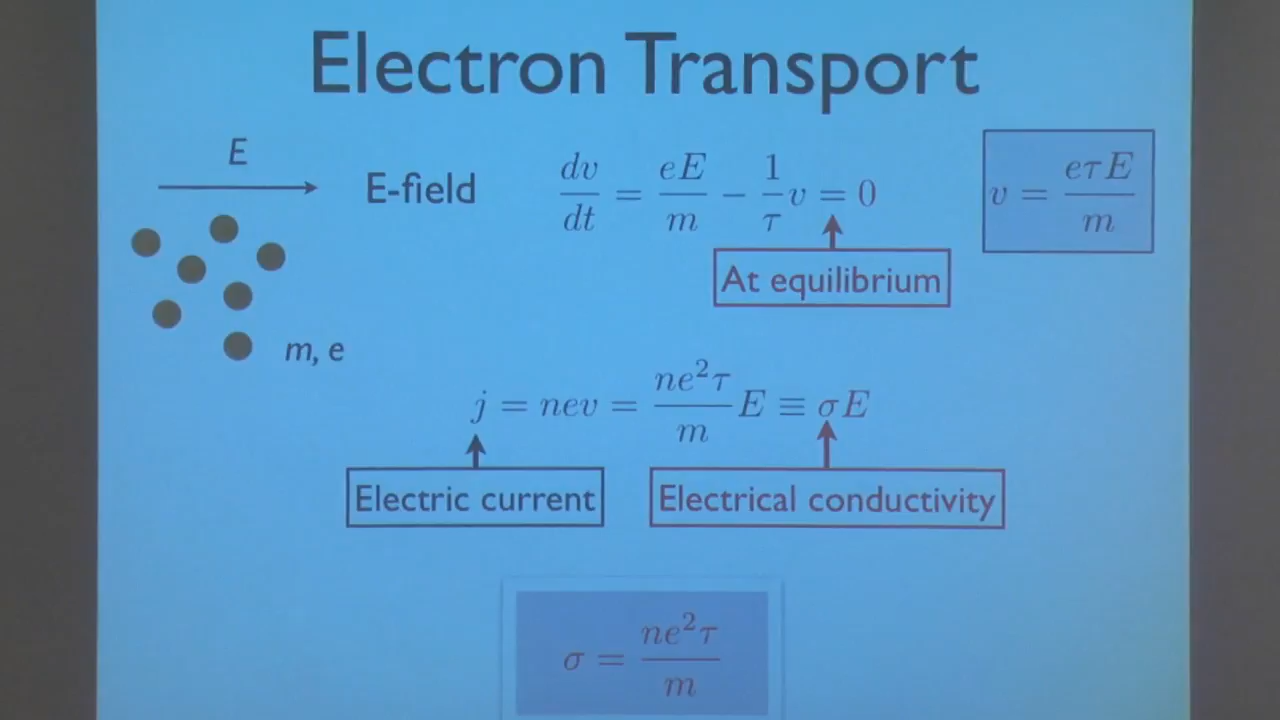 Electron Transport
E
E-field
dv/dt = eE/m − 1/τ v = 0
v = eτE/m
At equilibrium
m, e
j = nev = ne²τ/m E ≡ σE
Electric current
Electrical conductivity
σ = ne²τ/m